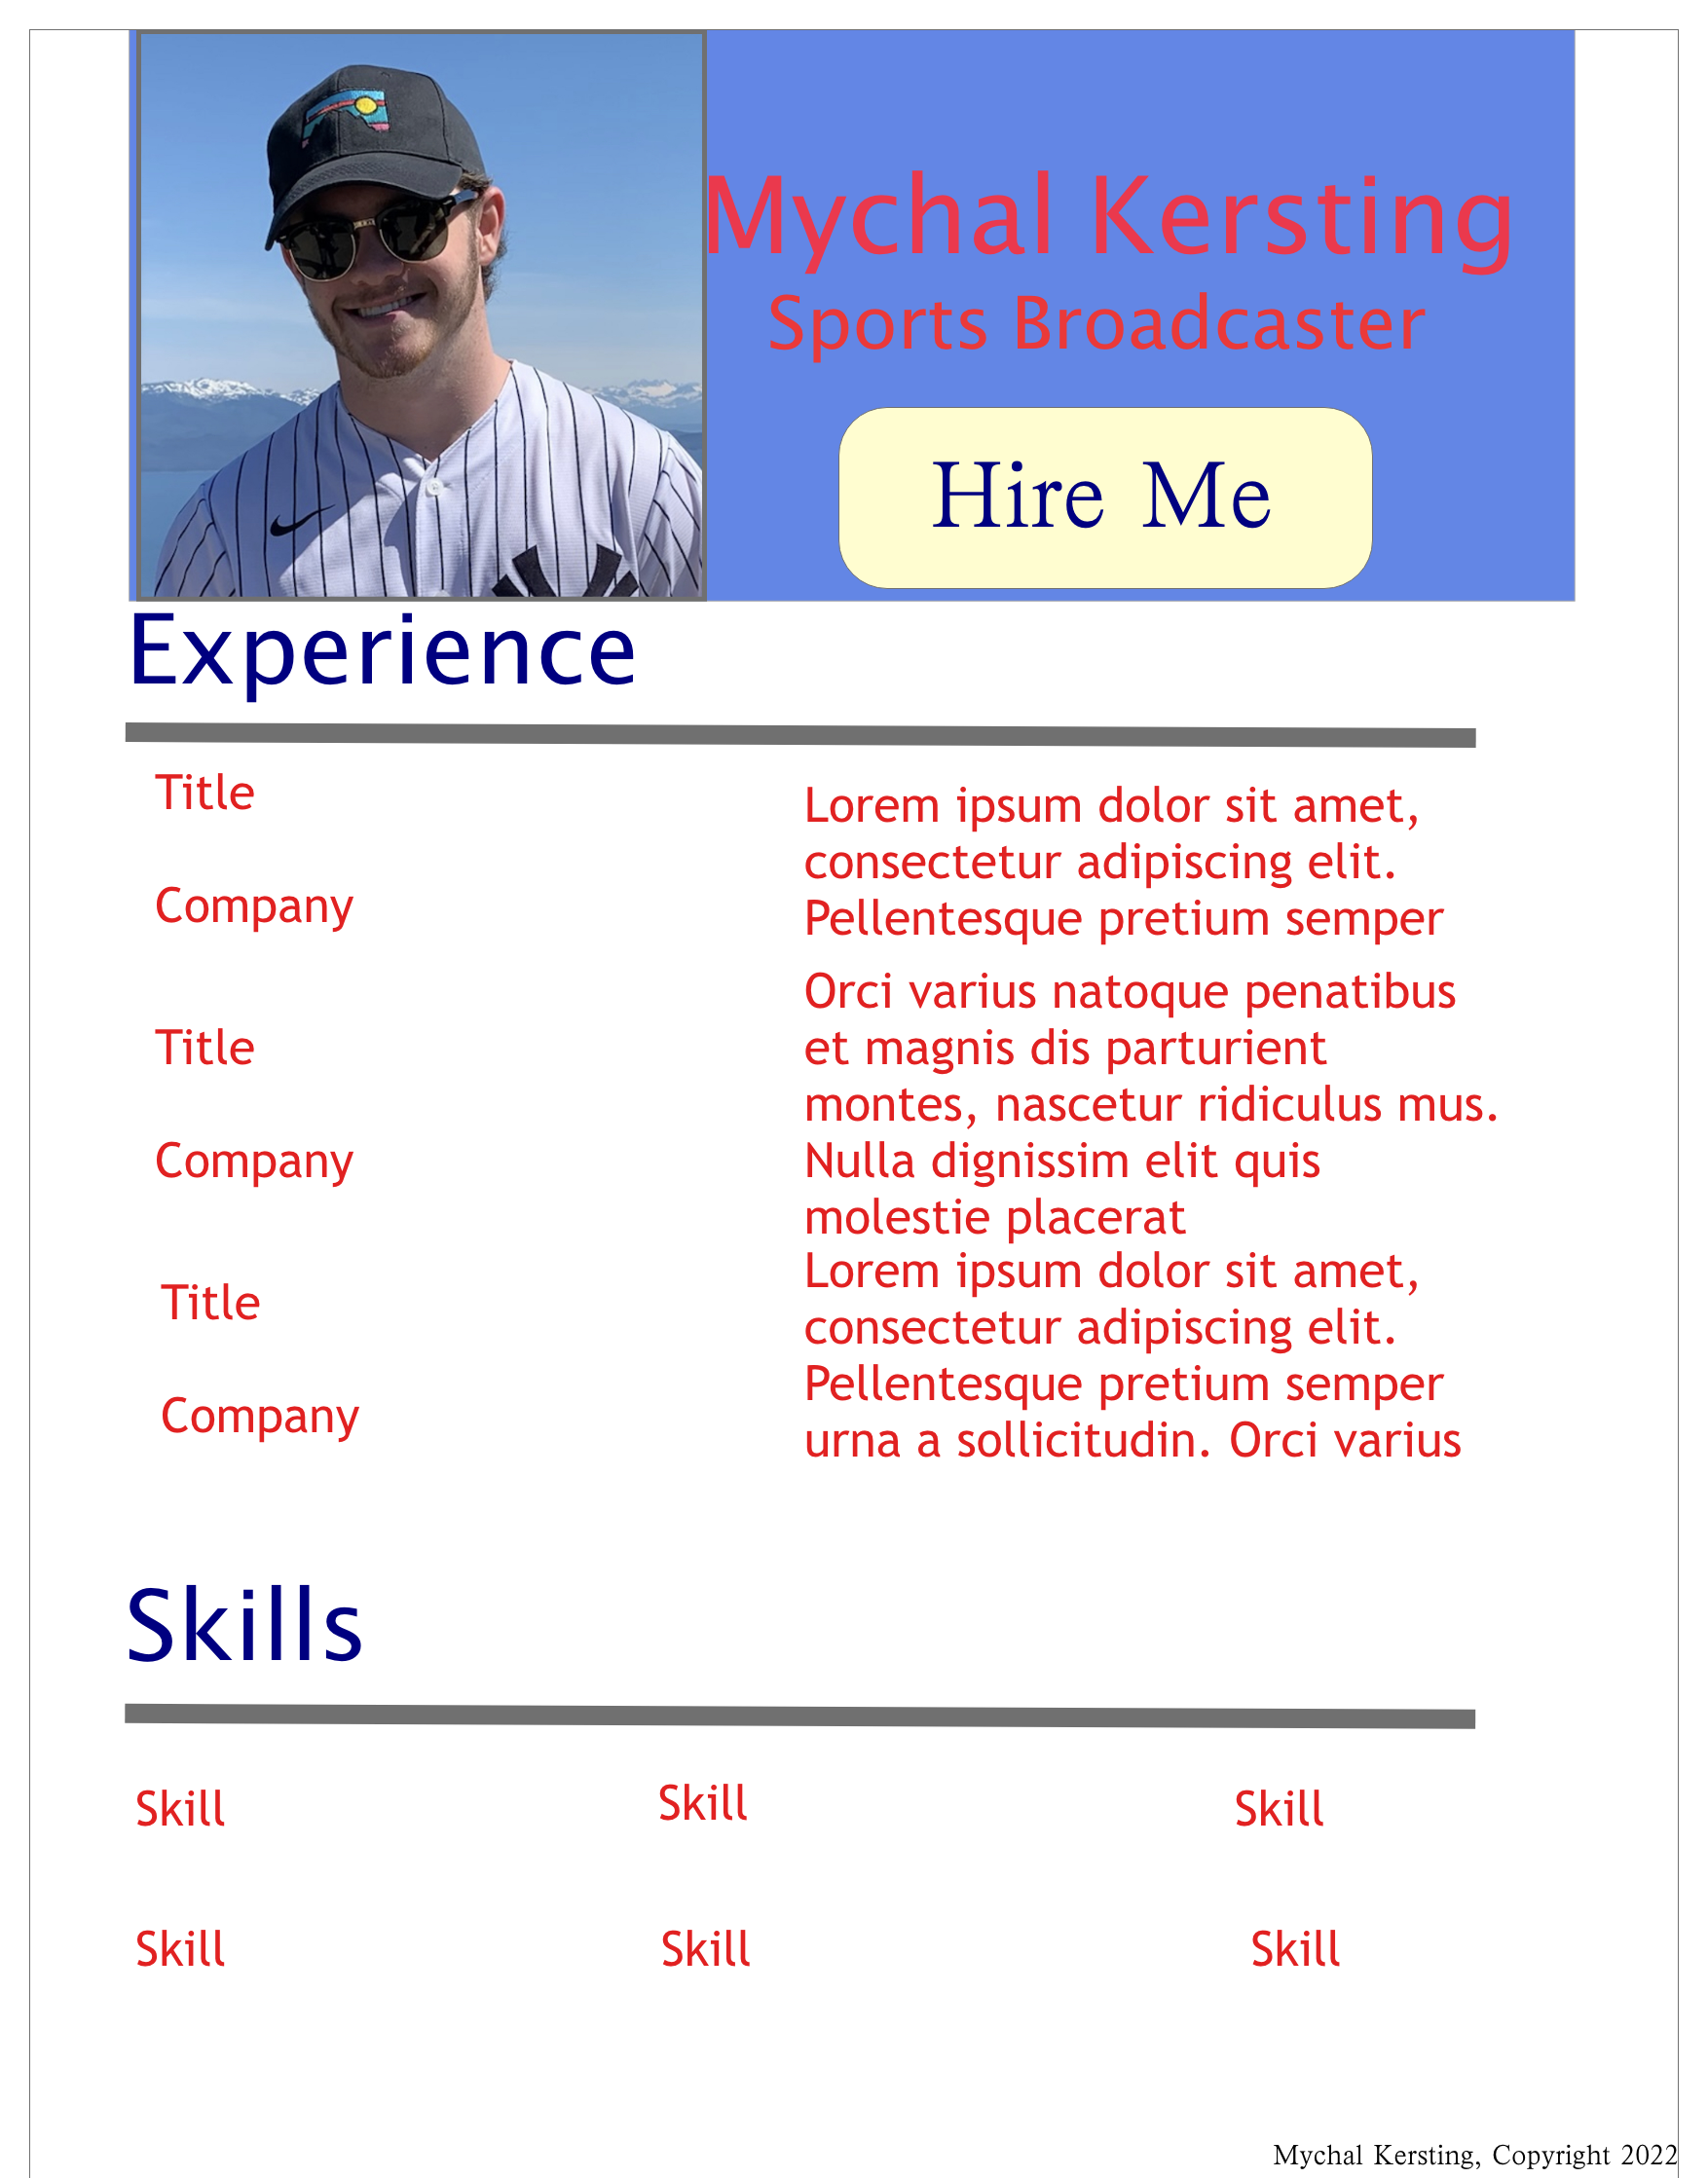 Mychal Kersting
Sports Broadcaster
Hire Me
Experience
Title
Company
Lorem ipsum dolor sit amet,
consectetur adipiscing elit.
Pellentesque pretium semper
Title
Company
Orci varius natoque penatibus
et magnis dis parturient
montes, nascetur ridiculus mus.
Nulla dignissim elit quis
molestie placerat
Title
Company
Lorem ipsum dolor sit amet,
consectetur adipiscing elit.
Pellentesque pretium semper
urna a sollicitudin. Orci varius
Skills
Skill
Skill
Skill
Skill
Skill
Skill
Mychal Kersting, Copyright 2022